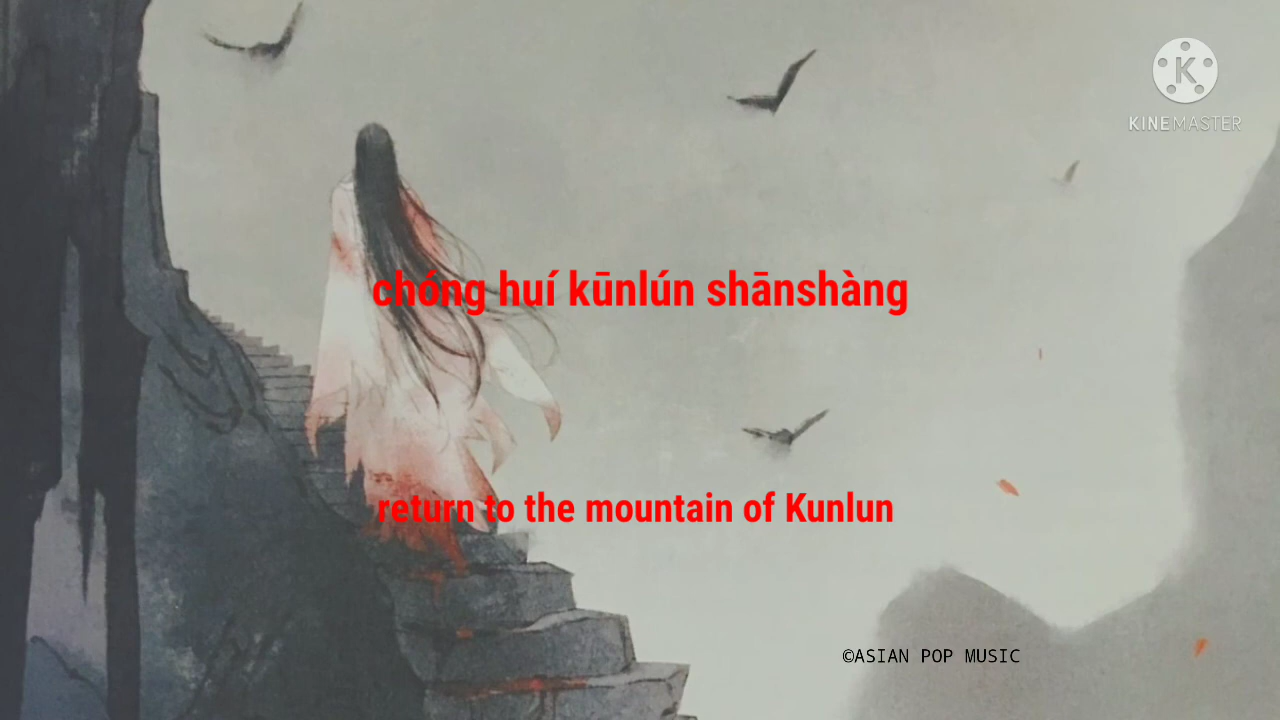 K
KINEMASTER
chóng huí kūnlún shānshàng
return to the mountain of Kunlun
©ASIAN POP MUSIC